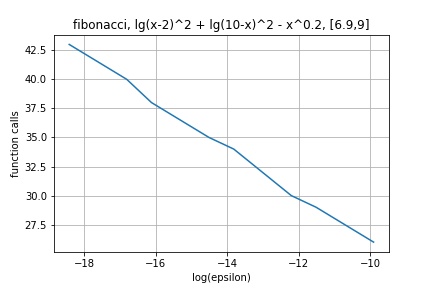 fibonacci, lg(x-2)^2 + lg(10-x)^2 - x^0.2, [6.9,9]
42.5
40.0
37.5
35.0
32.5
30.0
27.5
function calls
−18 −16 −14 −12 −10
log(epsilon)